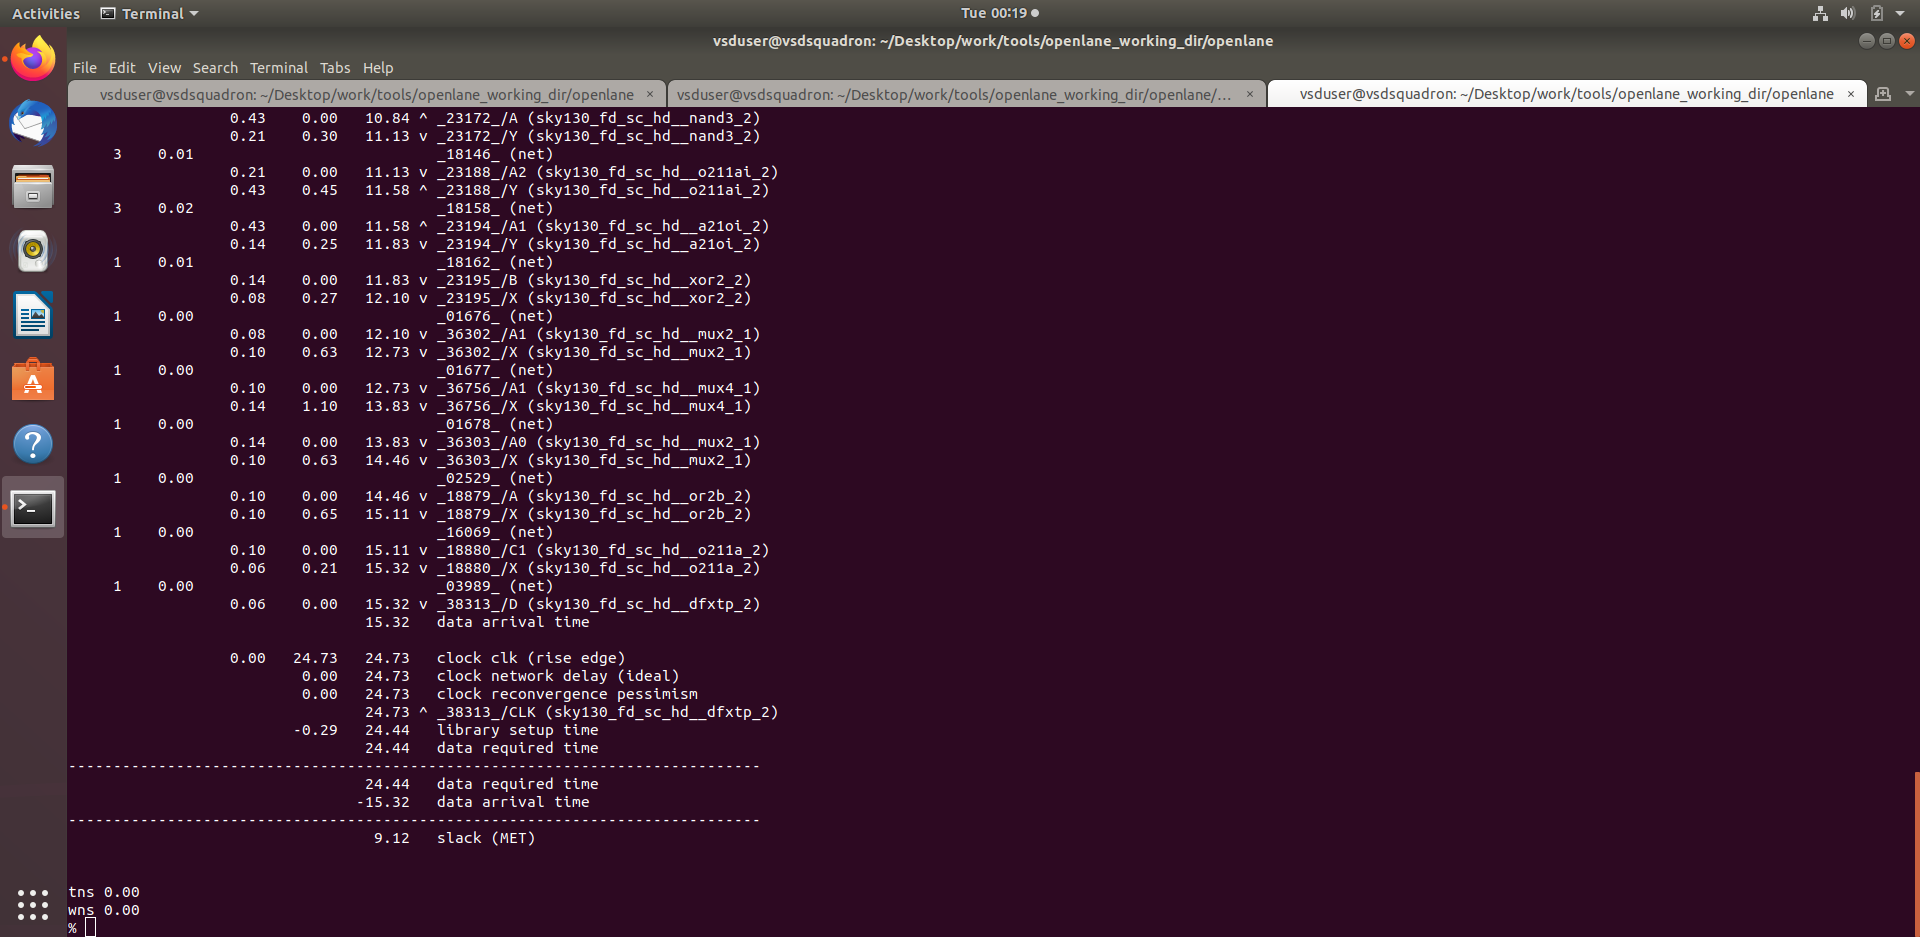 Activities Terminal Tue 00:19
vsduser@vsdsquadron: ~/Desktop/work/tools/openlane_working_dir/openlane
File Edit View Search Terminal Tabs Help
vsduser@vsdsquadron: ~/Desktop/work/tools/openlane_working_dir/openlane × vsduser@vsdsquadron: ~/Desktop/work/tools/openlane_working_dir/openlane/... × vsduser@vsdsquadron: ~/Desktop/work/tools/openlane_working_dir/openlane ×
0.43 0.00 10.84 ^ _23172_/A (sky130_fd_sc_hd__nand3_2)
0.21 0.30 11.13 v _23172_/Y (sky130_fd_sc_hd__nand3_2)
3 0.01 _18146_ (net)
0.21 0.00 11.13 v _23188_/A2 (sky130_fd_sc_hd__o211ai_2)
0.43 0.45 11.58 ^ _23188_/Y (sky130_fd_sc_hd__o211ai_2)
3 0.02 _18158_ (net)
0.43 0.00 11.58 ^ _23194_/A1 (sky130_fd_sc_hd__a21oi_2)
0.14 0.25 11.83 v _23194_/Y (sky130_fd_sc_hd__a21oi_2)
1 0.01 _18162_ (net)
0.14 0.00 11.83 v _23195_/B (sky130_fd_sc_hd__xor2_2)
0.08 0.27 12.10 v _23195_/X (sky130_fd_sc_hd__xor2_2)
1 0.00 _01676_ (net)
0.08 0.00 12.10 v _36302_/A1 (sky130_fd_sc_hd__mux2_1)
0.10 0.63 12.73 v _36302_/X (sky130_fd_sc_hd__mux2_1)
1 0.00 _01677_ (net)
0.10 0.00 12.73 v _36756_/A1 (sky130_fd_sc_hd__mux4_1)
0.14 1.10 13.83 v _36756_/X (sky130_fd_sc_hd__mux4_1)
1 0.00 _01678_ (net)
0.14 0.00 13.83 v _36303_/A0 (sky130_fd_sc_hd__mux2_1)
0.10 0.63 14.46 v _36303_/X (sky130_fd_sc_hd__mux2_1)
1 0.00 _02529_ (net)
0.10 0.00 14.46 v _18879_/A (sky130_fd_sc_hd__or2b_2)
0.10 0.65 15.11 v _18879_/X (sky130_fd_sc_hd__or2b_2)
1 0.00 _16069_ (net)
0.10 0.00 15.11 v _18880_/C1 (sky130_fd_sc_hd__o211a_2)
0.06 0.21 15.32 v _18880_/X (sky130_fd_sc_hd__o211a_2)
1 0.00 _03989_ (net)
0.06 0.00 15.32 v _38313_/D (sky130_fd_sc_hd__dfxtp_2)
15.32 data arrival time
0.00 24.73 24.73 clock clk (rise edge)
0.00 24.73 clock network delay (ideal)
0.00 24.73 clock reconvergence pessimism
24.73 ^ _38313_/CLK (sky130_fd_sc_hd__dfxtp_2)
-0.29 24.44 library setup time
24.44 data required time
-----------------------------------------------------------------------------
24.44 data required time
-15.32 data arrival time
-----------------------------------------------------------------------------
9.12 slack (MET)
tns 0.00
wns 0.00
%